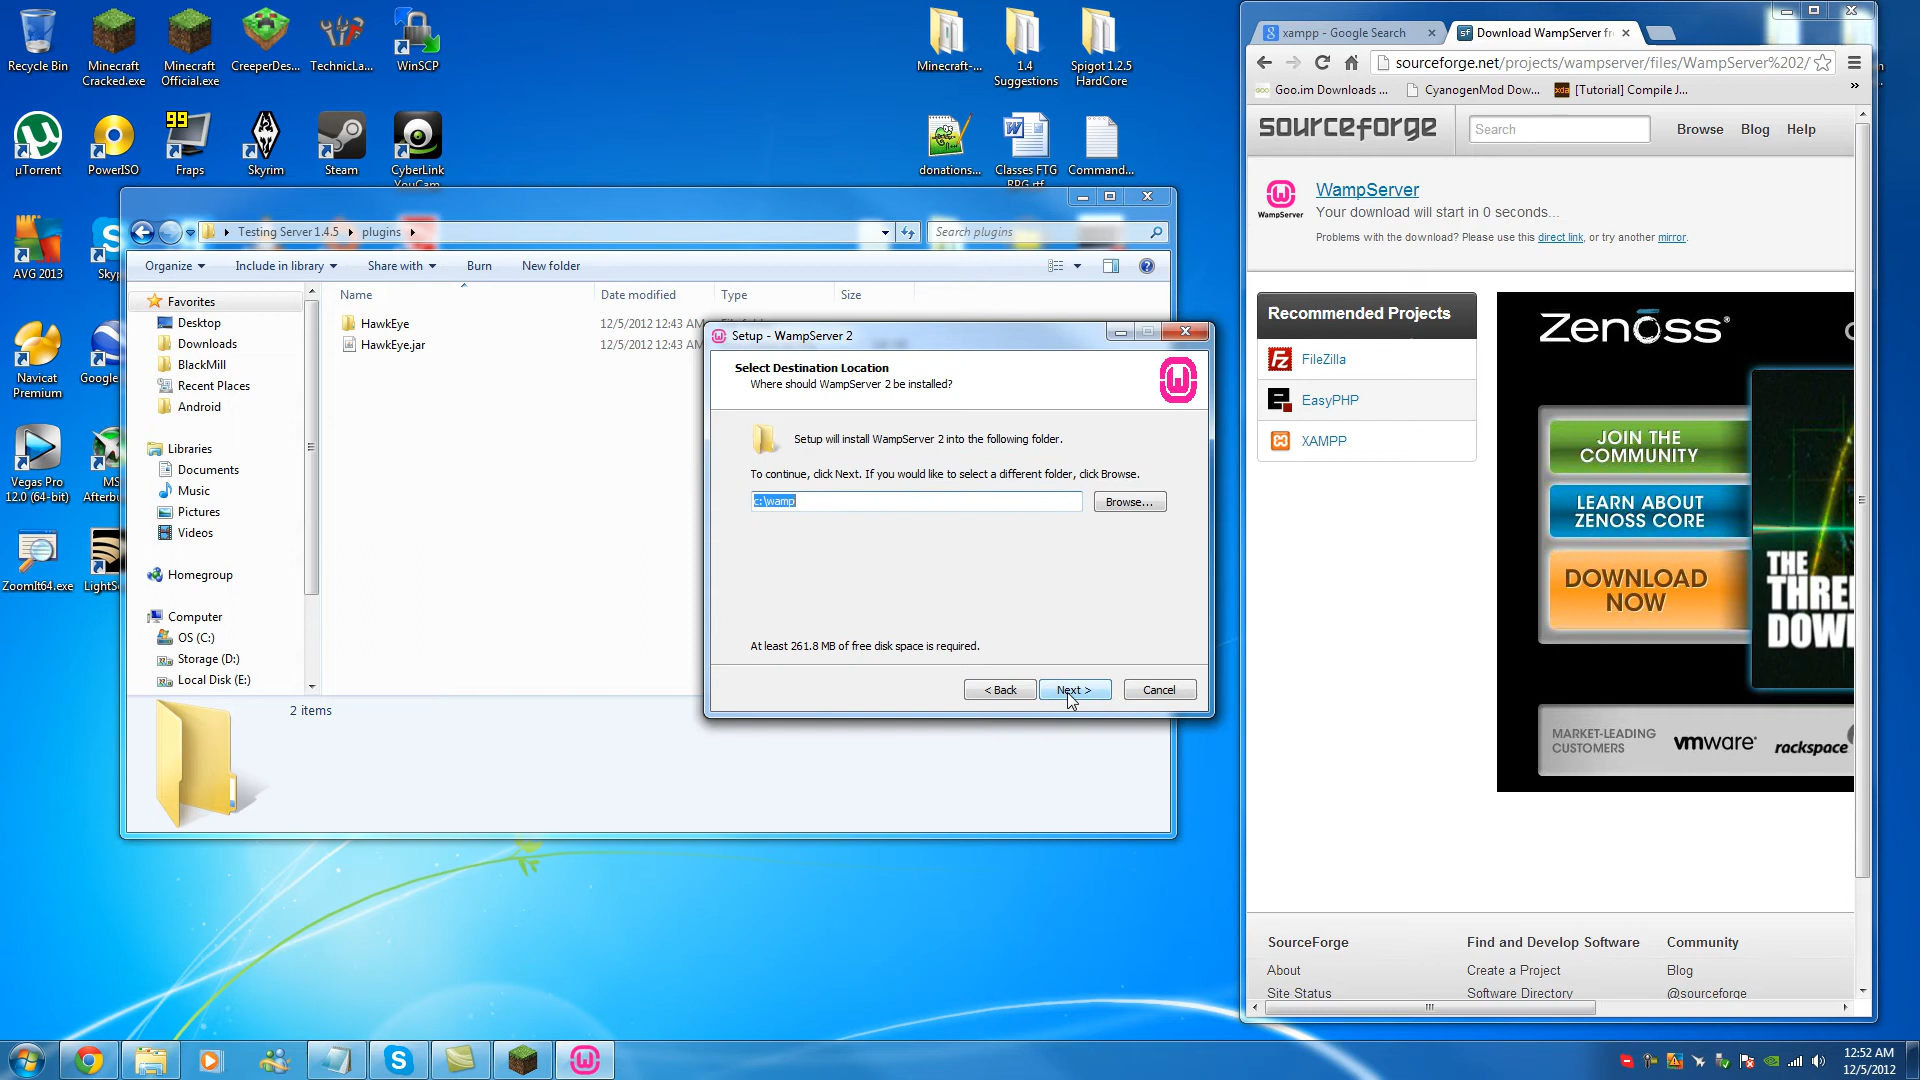 Recycle Bin
Minecraft Cracked.exe
Minecraft Official.exe
CreeperDes...
TechnicLa...
WinSCP
Minecraft-...
1.4 Suggestions
Spigot 1.2.5 HardCore
µTorrent
PowerISO
99
Fraps
Skyrim
Steam
CyberLink YouCam
donations...
Classes FTG RPG.rtf
Command...
AVG 2013
Navicat Premium
Vegas Pro 12.0 (64-bit)
ZoomIt64.exe
Testing Server 1.4.5
plugins
Search plugins
Organize
Include in library
Share with
Burn
New folder
Name
Date modified
Type
Size
Favorites
Desktop
Downloads
BlackMill
Recent Places
Android
Libraries
Documents
Music
Pictures
Videos
Homegroup
Computer
OS (C:)
Storage (D:)
Local Disk (E:)
HawkEye
12/5/2012 12:43 AM
HawkEye.jar
12/5/2012 12:43 AM
2 items
Setup - WampServer 2
Select Destination Location
Where should WampServer 2 be installed?
Setup will install WampServer 2 into the following folder.
To continue, click Next. If you would like to select a different folder, click Browse.
c:\wamp
Browse...
At least 261.8 MB of free disk space is required.
< Back
Next >
Cancel
xampp - Google Search
Download WampServer fr
sourceforge.net/projects/wampserver/files/WampServer%202/
Goo.im Downloads ...
CyanogenMod Dow...
[Tutorial] Compile J...
sourceforge
Search
Browse
Blog
Help
WampServer
WampServer
Your download will start in 0 seconds...
Problems with the download? Please use this direct link, or try another mirror.
Recommended Projects
FileZilla
EasyPHP
XAMPP
Zenoss
JOIN THE COMMUNITY
LEARN ABOUT ZENOSS CORE
DOWNLOAD NOW
THE
DOW
MARKET-LEADING CUSTOMERS
vmware
rackspace
SourceForge
About
Site Status
Find and Develop Software
Create a Project
Software Directory
Community
Blog
@sourceforge
12:52 AM
12/5/2012